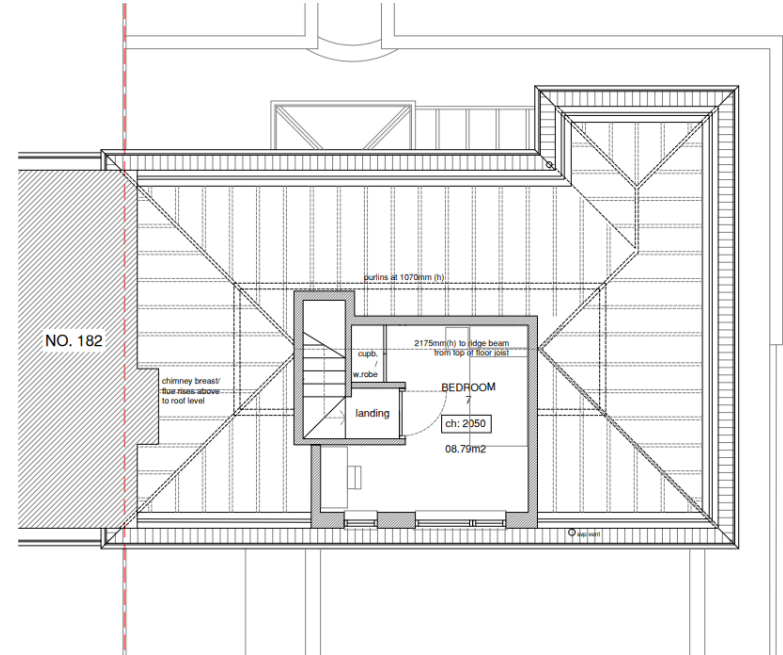 purlins at 1070mm (h)
NO. 182
2175mm(h) to ridge beam
from top of floor joist
cupb.
/
w.robe
chimney breast/
flue rises above
to roof level
BEDROOM
7
landing
ch: 2050
08.79m2
svp vent